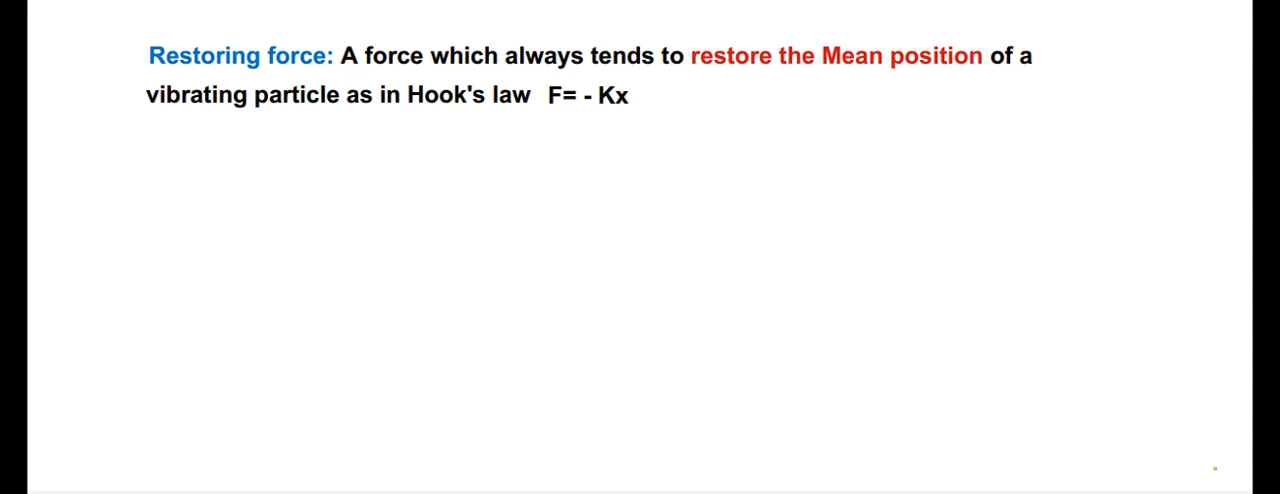 Restoring force: A force which always tends to restore the Mean position of a
vibrating particle as in Hook's law F= - Kx